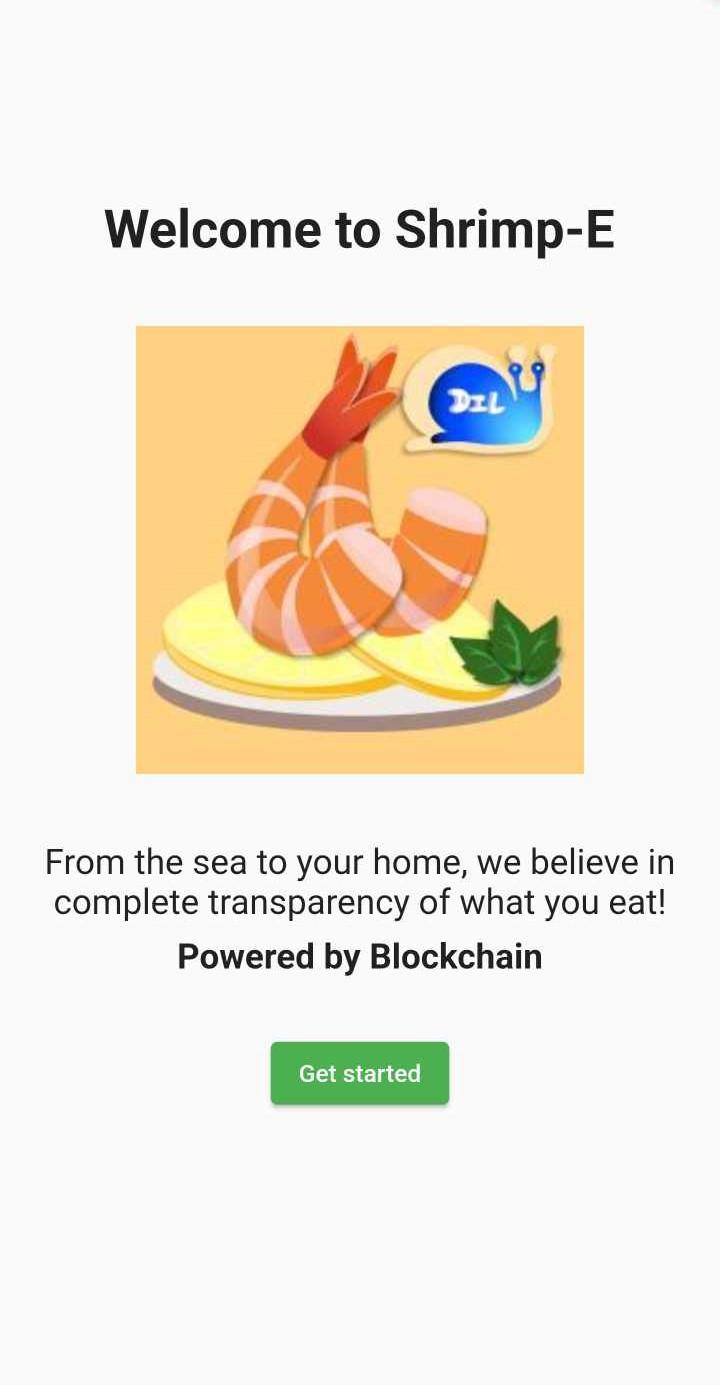 Welcome to Shrimp-E
DIL
From the sea to your home, we believe in
complete transparency of what you eat!
Powered by Blockchain
Get started